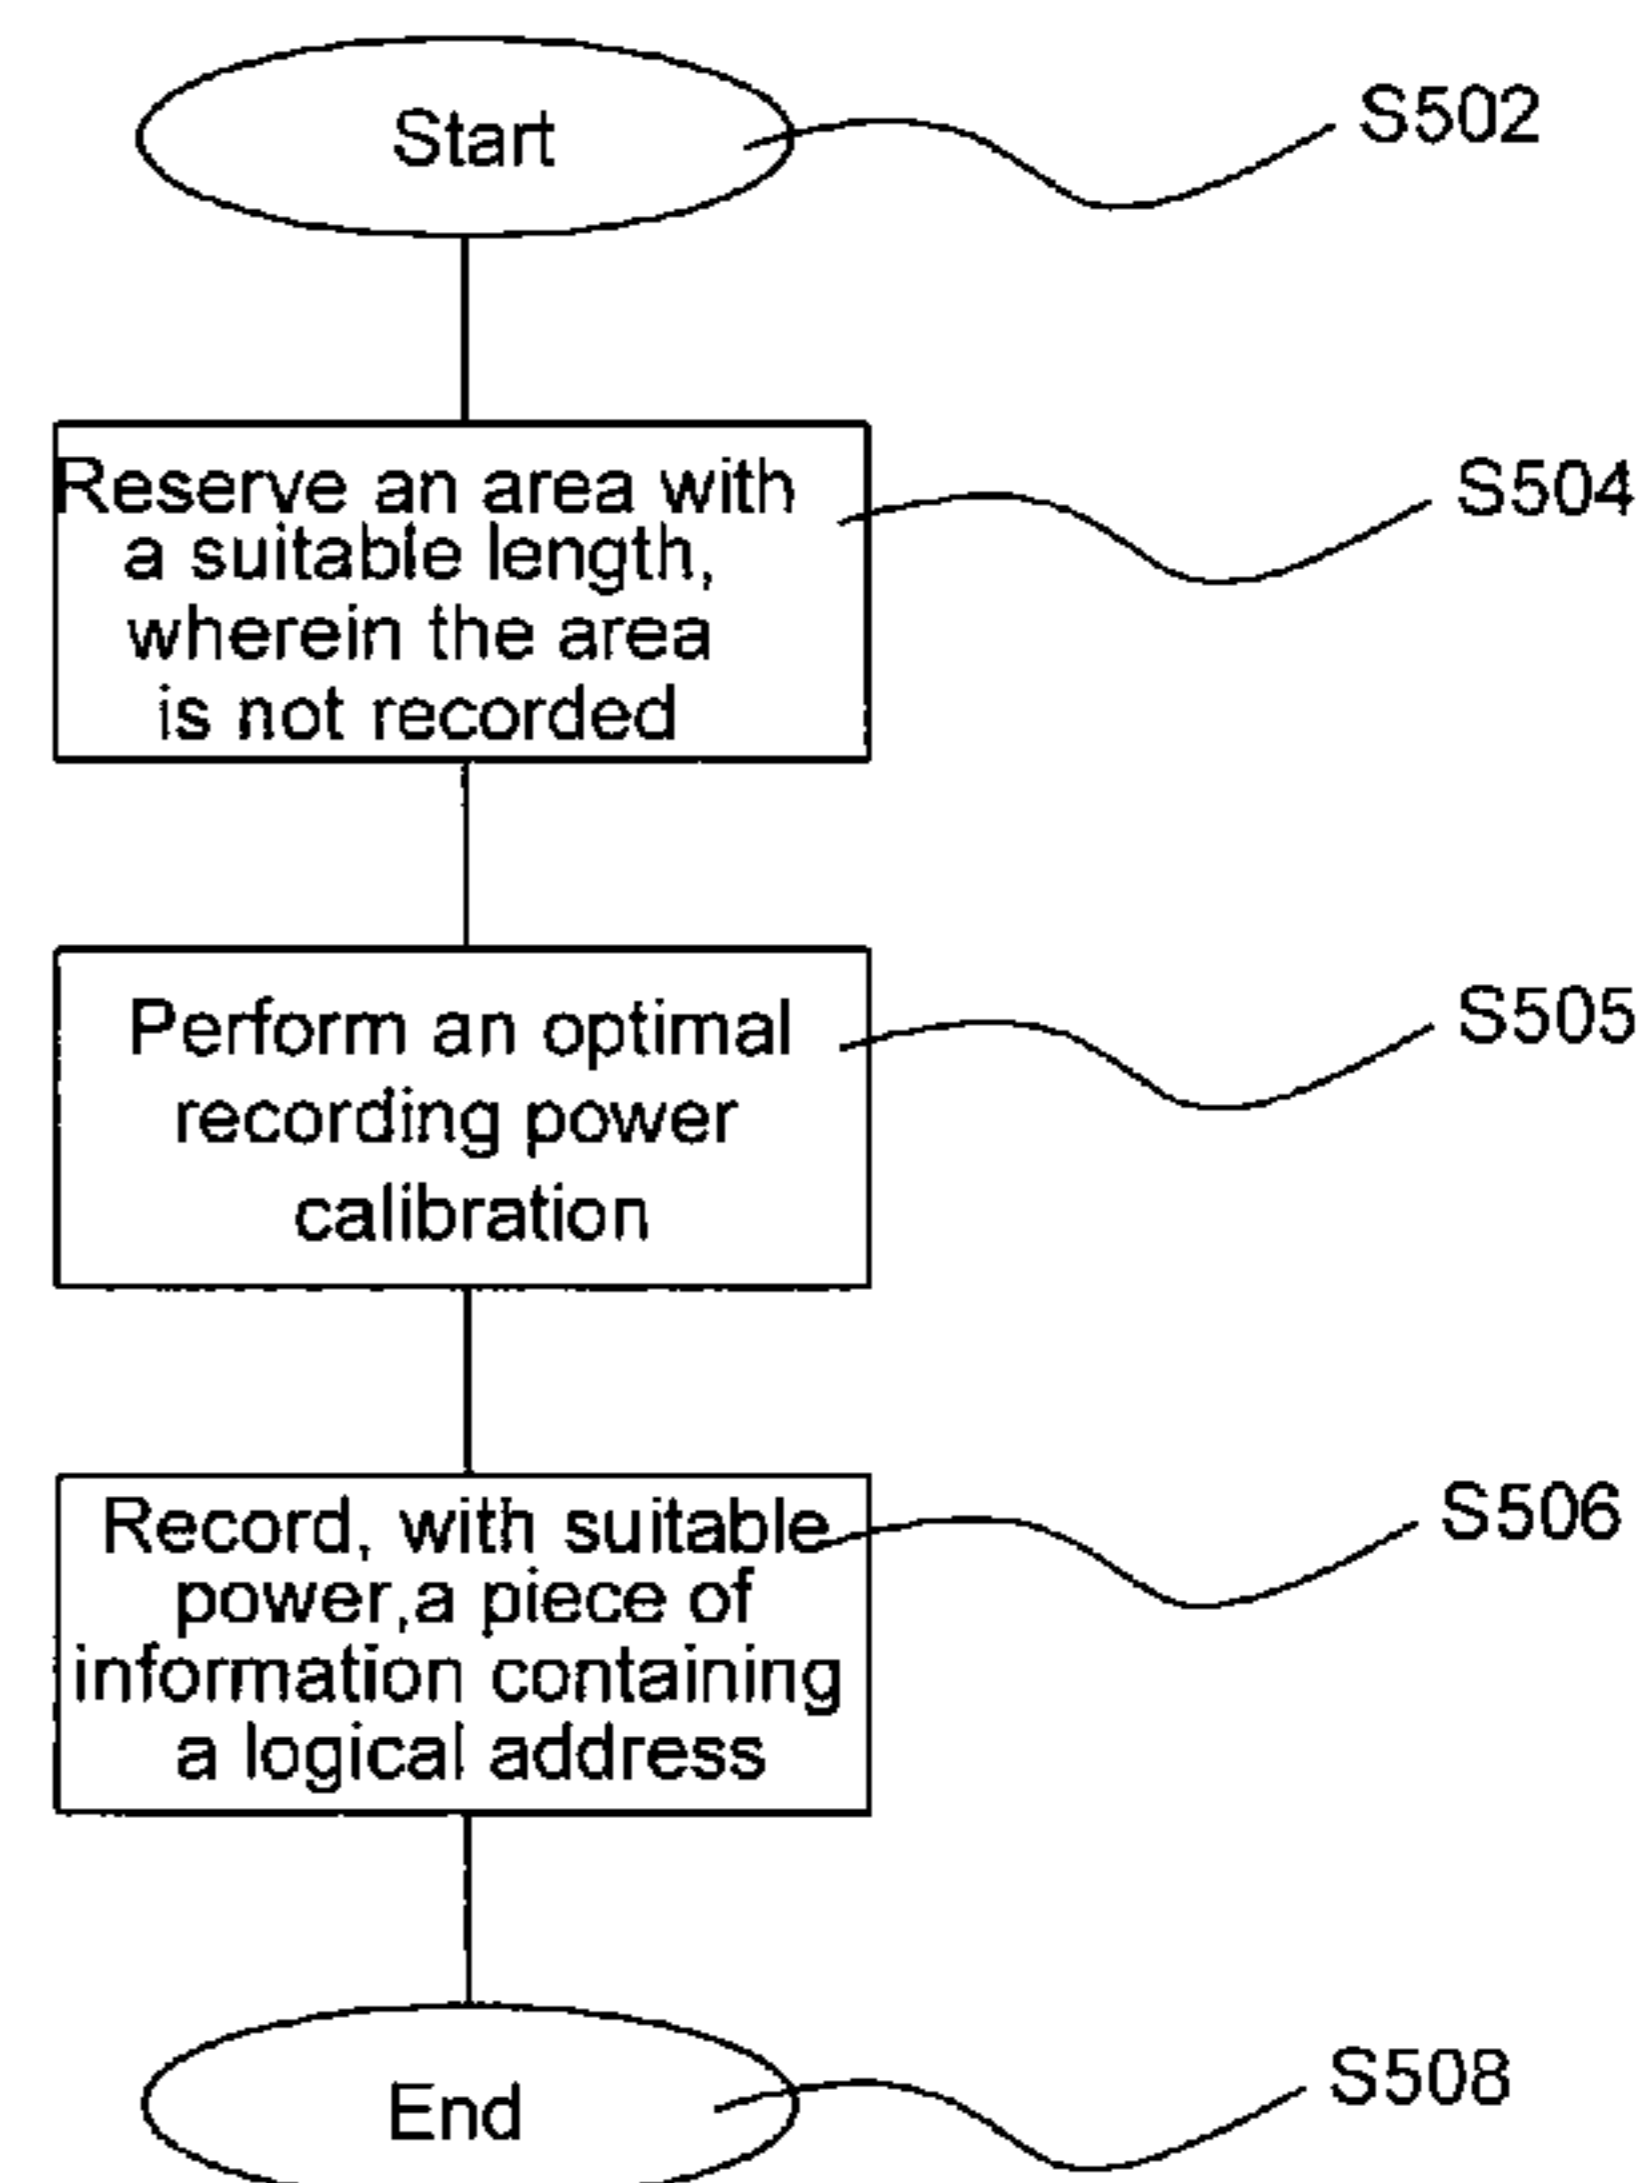 Start
S502
Reserve an area with
a suitable length,
wherein the area
is not recorded
S504
Perform an optimal
recording power
calibration
S505
Record, with suitable
power,a piece of
information containing
a logical address
S506
End
S508